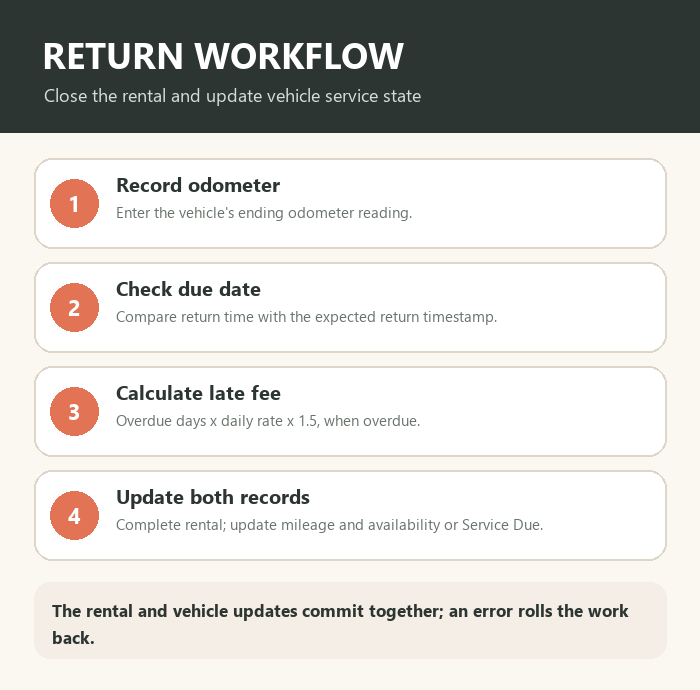 RETURN WORKFLOW
Close the rental and update vehicle service state
1
Record odometer
Enter the vehicle's ending odometer reading.
2
Check due date
Compare return time with the expected return timestamp.
3
Calculate late fee
Overdue days x daily rate x 1.5, when overdue.
4
Update both records
Complete rental; update mileage and availability or Service Due.
The rental and vehicle updates commit together; an error rolls the work
back.